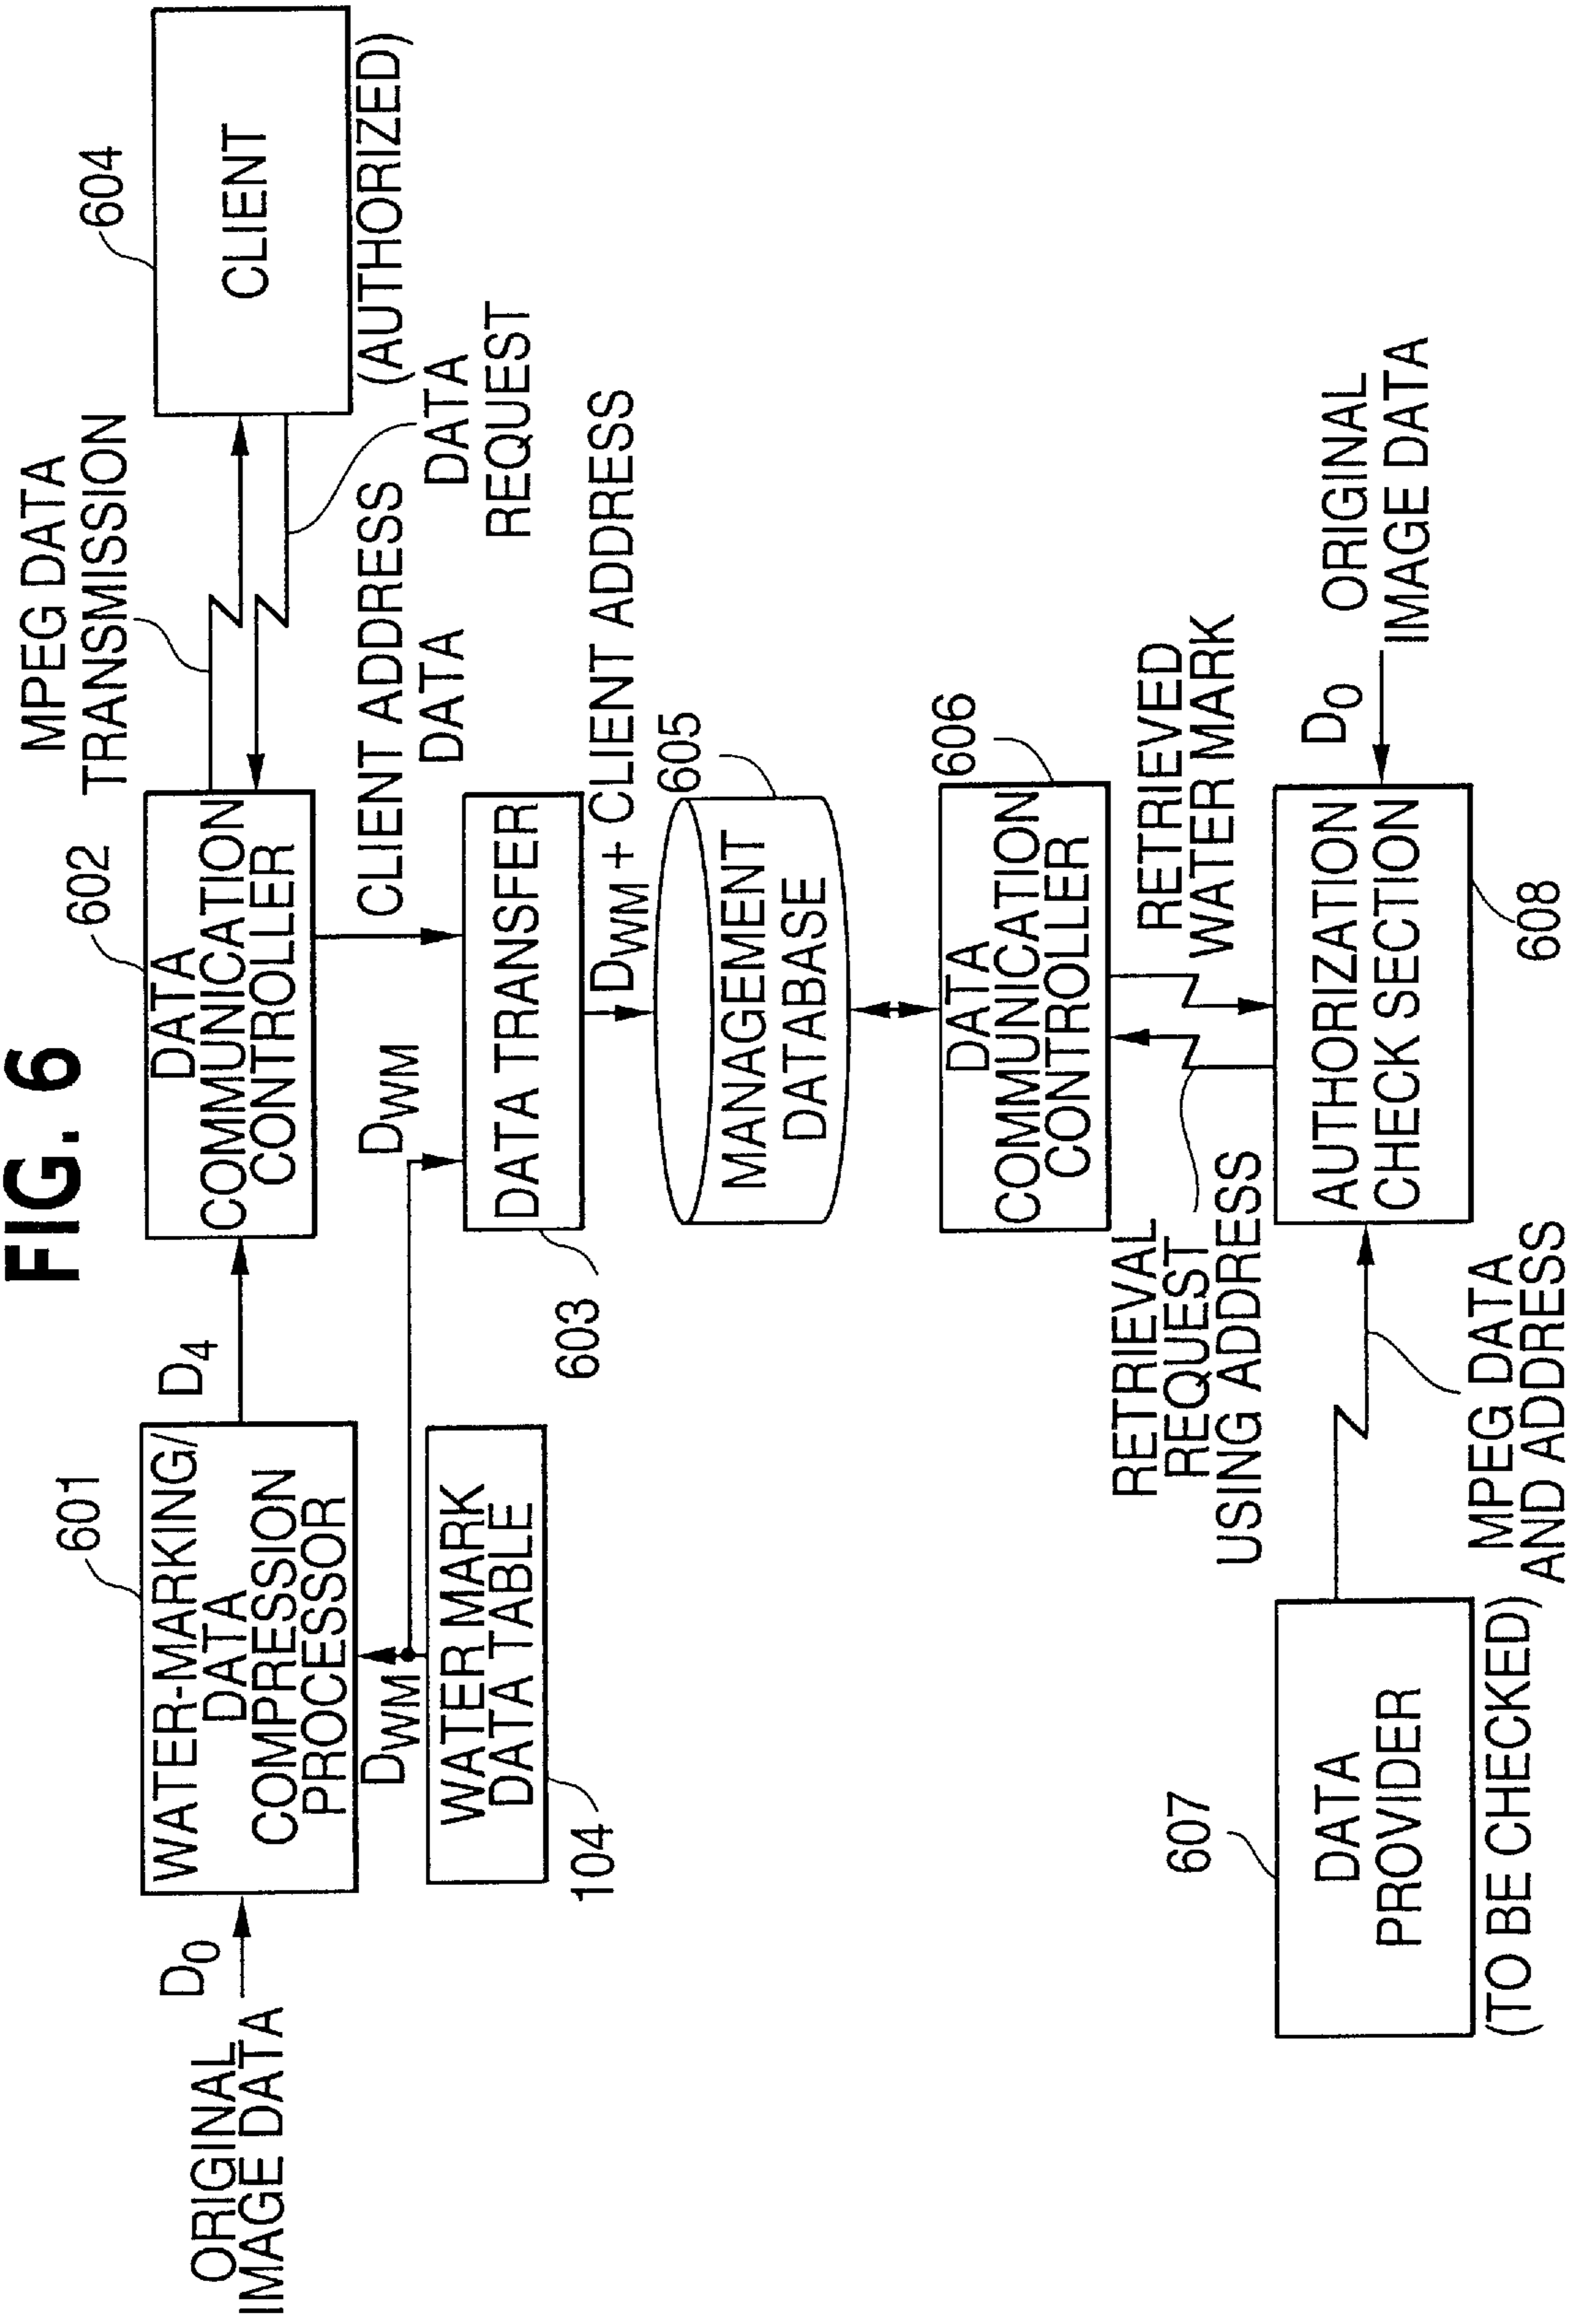 FIG. 6
ORIGINAL
IMAGE DATA
D0
601
WATER-MARKING/
DATA
COMPRESSION
PROCESSOR
D4
602
DATA
COMMUNICATION
CONTROLLER
MPEG DATA
TRANSMISSION
604
CLIENT
(AUTHORIZED)
DATA
REQUEST
DWM
WATER MARK
DATA TABLE
104
DWM
CLIENT ADDRESS
DATA
DATA TRANSFER
603
DWM + CLIENT ADDRESS
605
MANAGEMENT
DATABASE
606
DATA
COMMUNICATION
CONTROLLER
RETRIEVAL
REQUEST
USING ADDRESS
RETRIEVED
WATER MARK
607
DATA
PROVIDER
(TO BE CHECKED)
MPEG DATA
AND ADDRESS
AUTHORIZATION
CHECK SECTION
608
D0
ORIGINAL
IMAGE DATA